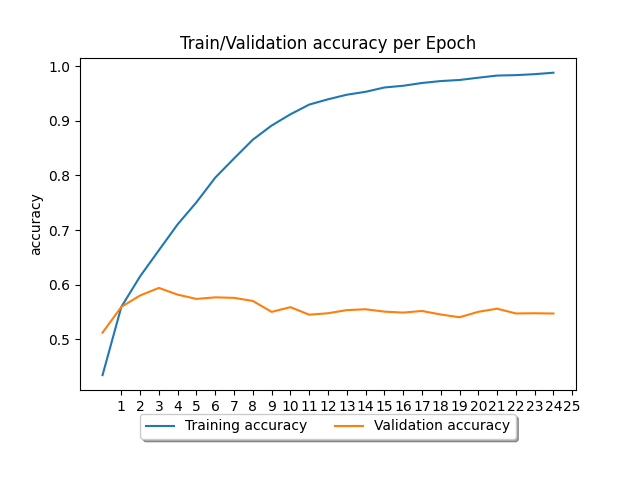 Train/Validation accuracy per Epoch
1.0
0.9
0.8
0.7
0.6
0.5
accuracy
1 2 3 4 5 6 7 8 9 10 11 12 13 14 15 16 17 18 19 20 21 22 23 24 25
Training accuracy Validation accuracy